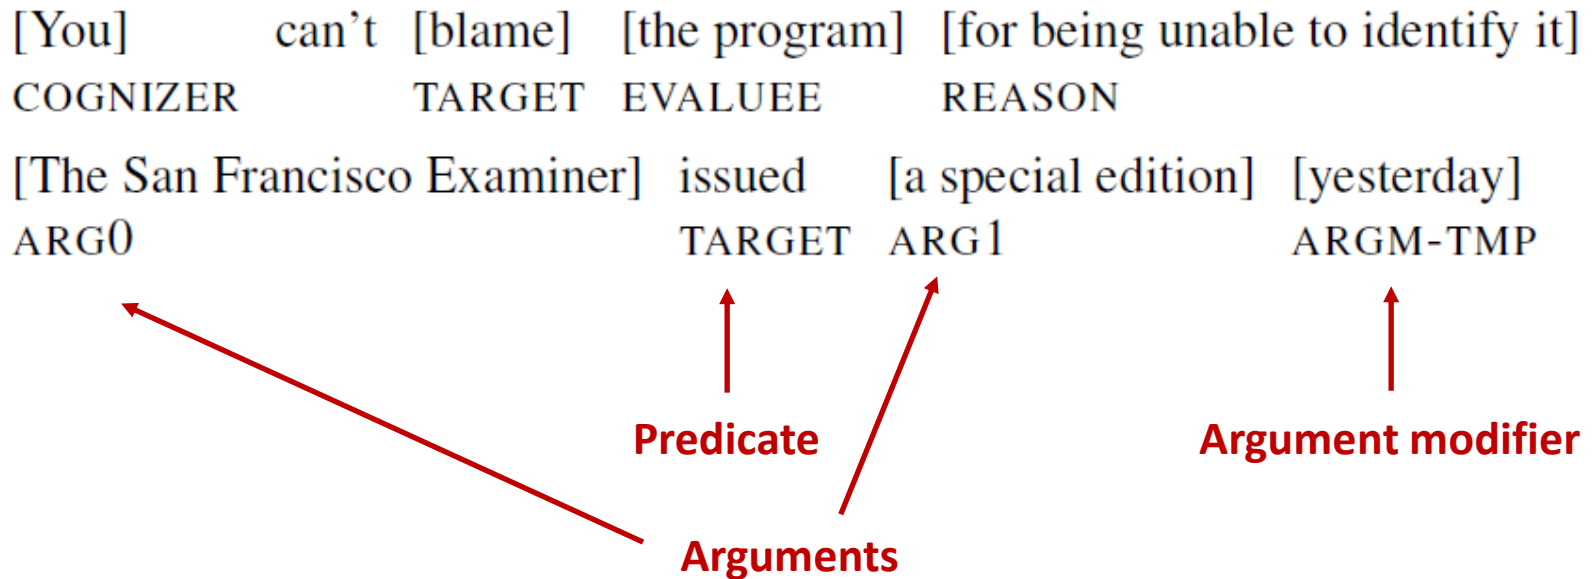 [You] can't [blame] [the program] [for being unable to identify it]
COGNIZER TARGET EVALUEE REASON
[The San Francisco Examiner] issued [a special edition] [yesterday]
ARG0 TARGET ARG1 ARGM-TMP
Predicate Argument modifier
Arguments